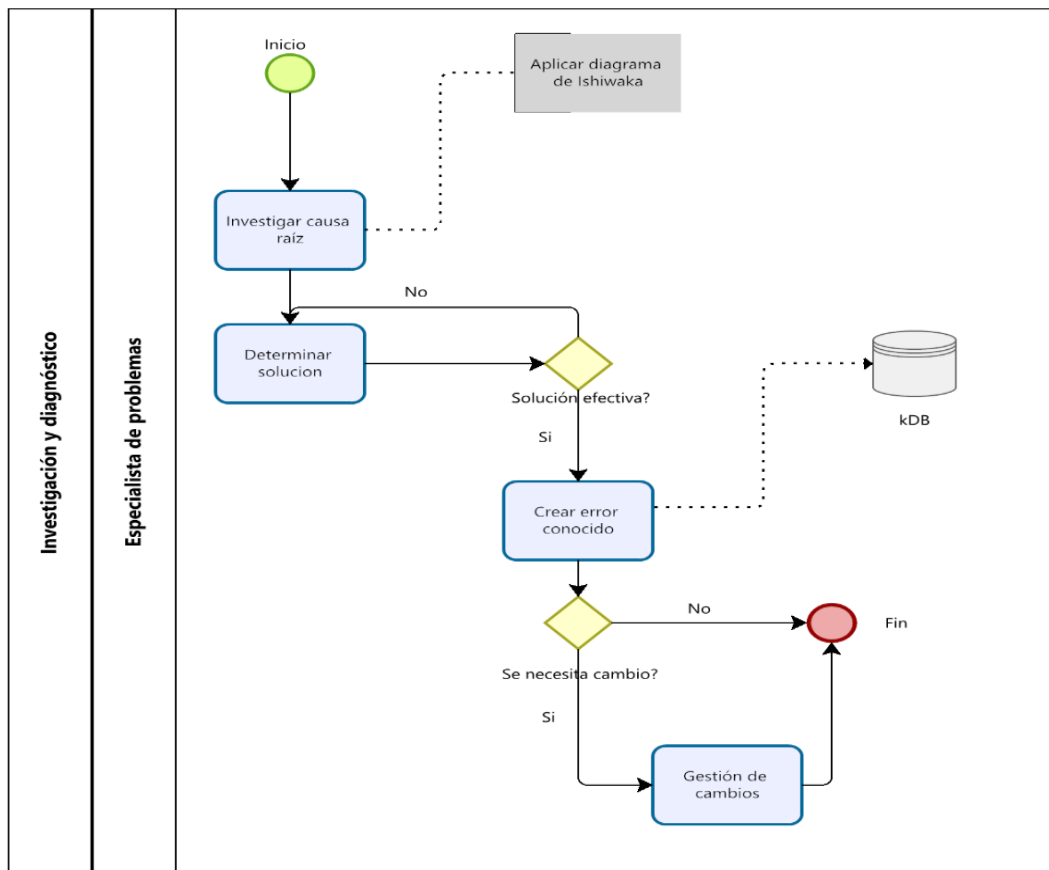 Investigación y diagnóstico
Especialista de problemas
Inicio
Aplicar diagrama
de Ishiwaka
Investigar causa
raíz
No
Determinar
solucion
Solución efectiva?
kDB
Si
Crear error
conocido
No
Fin
Se necesita cambio?
Si
Gestión de
cambios